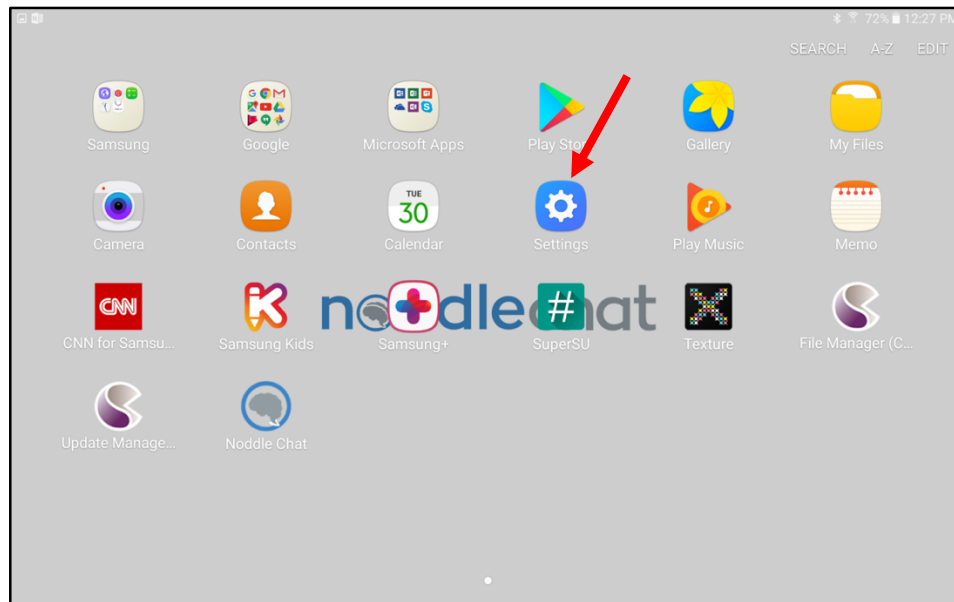 72% 12:27 PM
SEARCH A-Z EDIT
Samsung Google Microsoft Apps Play Gallery My Files
TUE
30
Camera Contacts Calendar Settings Play Music Memo
CNN # 
CNN for Samsu... Samsung Kids Samsung+ SuperSU Texture File Manager (C...
Update Manage... Noddle Chat